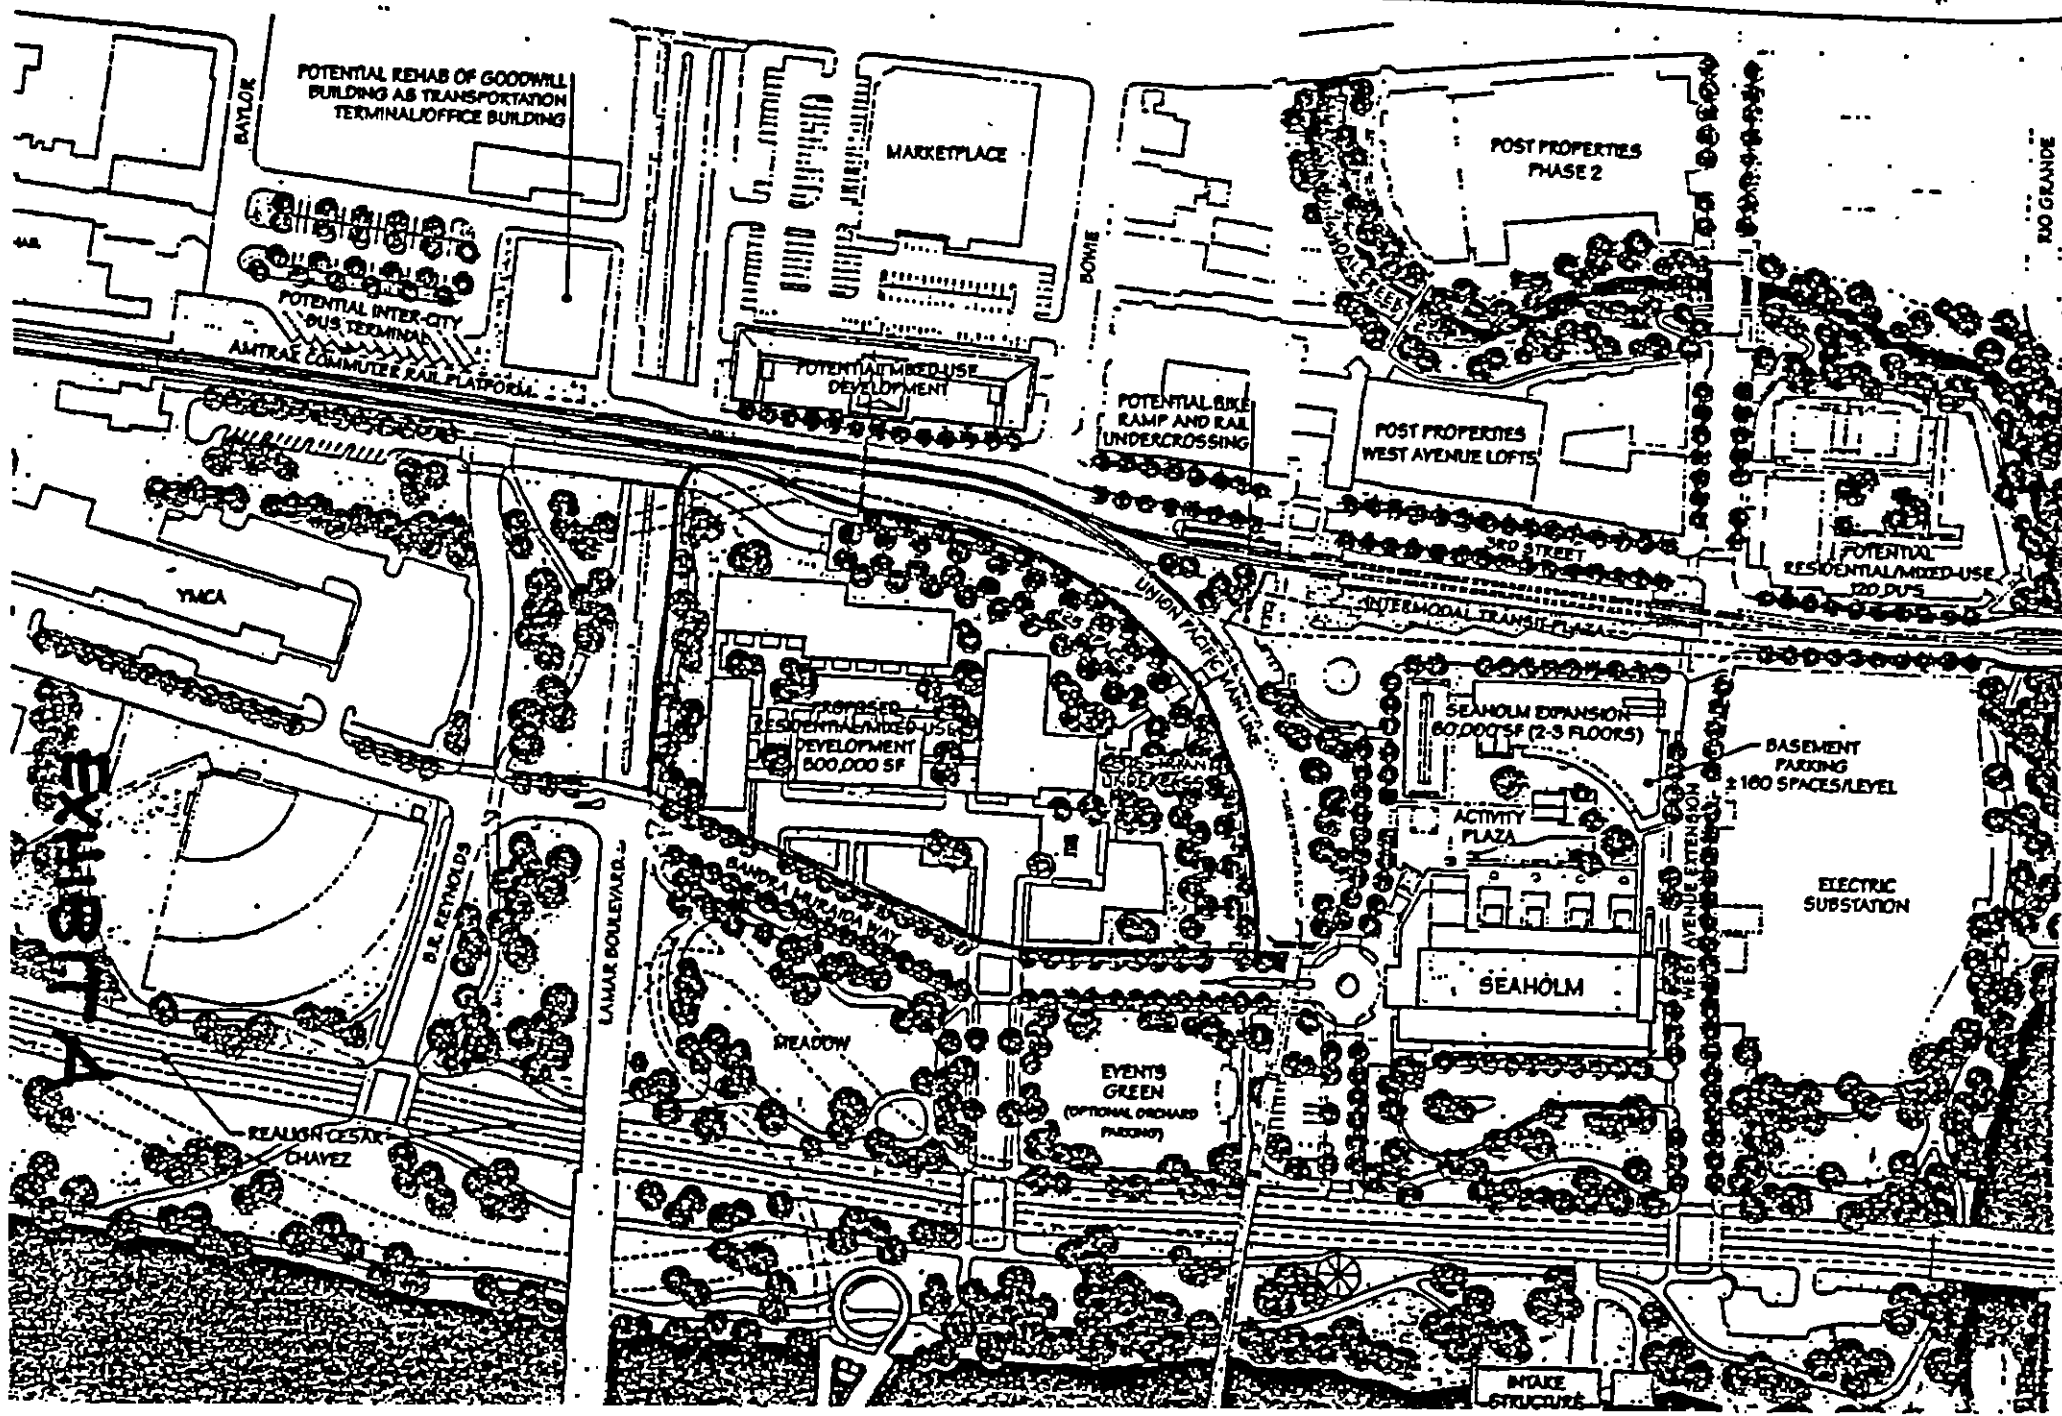 POTENTIAL REHAB OF GOODWILL
BUILDING AS TRANSPORTATION
TERMINAL/OFFICE BUILDING
BAYLOR
MARKETPLACE
BOWIE
POST PROPERTIES
PHASE 2
RIO GRANDE
POTENTIAL INTER-CITY
BUS TERMINAL
AMTRAK COMMUTER RAIL PLATFORM
POTENTIAL MIXED-USE
DEVELOPMENT
POTENTIAL BIKE
RAMP AND RAIL
UNDERCROSSING
POST PROPERTIES
WEST AVENUE LOFTS
3RD STREET
POTENTIAL
RESIDENTIAL/MIXED-USE
120 DU'S
YMCA
UNION PACIFIC MAIN LINE
INTERMODAL TRANSIT PLAZA
PROPOSED
RESIDENTIAL/MIXED-USE
DEVELOPMENT
500,000 SF
PEDESTRIAN
UNDERPASS
SEAHOLM EXPANSION
60,000 SF (2-3 FLOORS)
BASEMENT
PARKING
± 160 SPACES/LEVEL
ACTIVITY
PLAZA
WEST AVENUE EXTENSION
ELECTRIC
SUBSTATION
EXHIBIT A
B.R. REYNOLDS
LAMAR BOULEVARD
SANDRA MURAIDA WAY
SEAHOLM
MEADOW
EVENTS
GREEN
(OPTIONAL ORCHARD
PARKING)
REALIGN CESAR
CHAVEZ
INTAKE
STRUCTURE